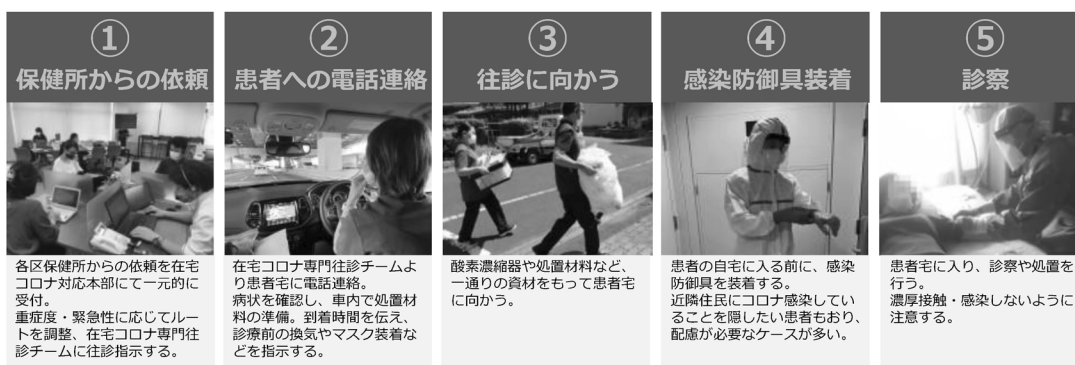 ①
保健所からの依頼
各区保健所からの依頼を在宅
コロナ対応本部にて一元的に
受付。
重症度・緊急性に応じてルー
トを調整、在宅コロナ専門往
診チームに往診指示する。
②
患者への電話連絡
在宅コロナ専門往診チームよ
り患者宅に電話連絡。
病状を確認し、車内で処置材
料の準備。到着時間を伝え、
診療前の換気やマスク装着な
どを指示する。
③
往診に向かう
酸素濃縮器や処置材料など、
一通りの資材をもって患者宅
に向かう。
④
感染防御具装着
患者の自宅に入る前に、感染
防御具を装着する。
近隣住民にコロナ感染してい
ることを隠したい患者もおり、
配慮が必要なケースが多い。
⑤
診察
患者宅に入り、診察や処置を
行う。
濃厚接触・感染しないように
注意する。